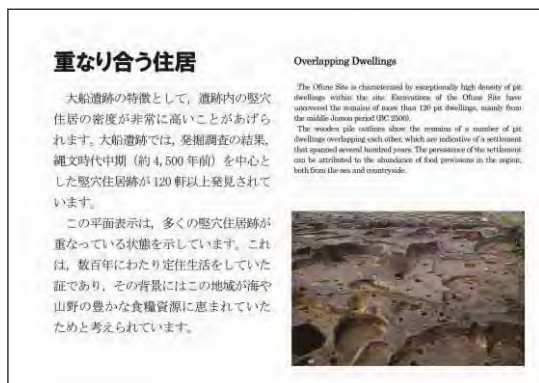 重なり合う住居
大船遺跡の特徴として，遺跡内の竪穴
住居の密度が非常に高いことがあげら
れます。大船遺跡では，発掘調査の結果，
縄文時代中期（約 4,500 年前）を中心と
した竪穴住居跡が 120 軒以上発見されて
います。
この平面表示は，多くの竪穴住居跡が
重なっている状態を示しています。これ
は，数百年にわたり定住生活をしていた
証であり，その背景にはこの地域が海や
山野の豊かな食糧資源に恵まれていた
ためと考えられています。
Overlapping Dwellings
The Ofune Site is characterized by exceptionally high density of pit
dwellings within the site. Excavations of the Ofune Site have
uncovered the remains of more than 120 pit dwellings, mainly from
the middle Jomon period (BC 2500).
The wooden pile outlines show the remains of a number of pit
dwellings overlapping each other, which are indicative of a settlement
that spanned several hundred years. The persistence of the settlement
can be attributed to the abundance of food provisions in the region,
both from the sea and countryside.